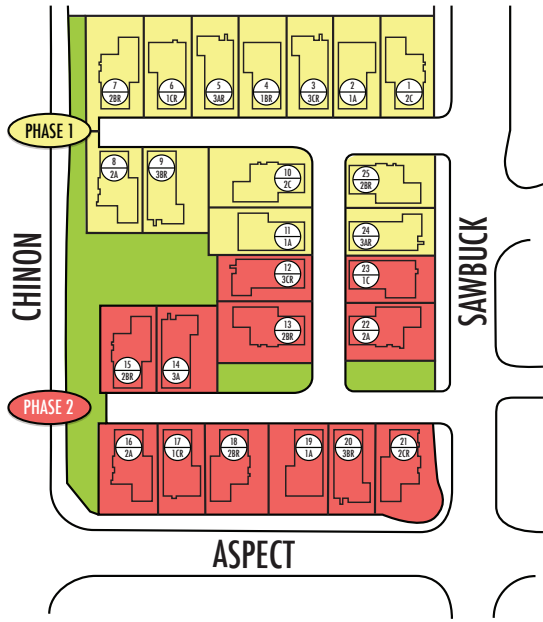 7
2BR
6
1CR
5
3AR
4
1BR
3
3CR
2
1A
1
2C
PHASE 1
8
2A
9
3BR
10
2C
25
2BR
11
1A
24
3AR
12
3CR
23
1C
13
2BR
22
2A
CHINON
SAWBUCK
15
2BR
14
3A
PHASE 2
16
2A
17
1CR
18
2BR
19
1A
20
3BR
21
2CR
ASPECT